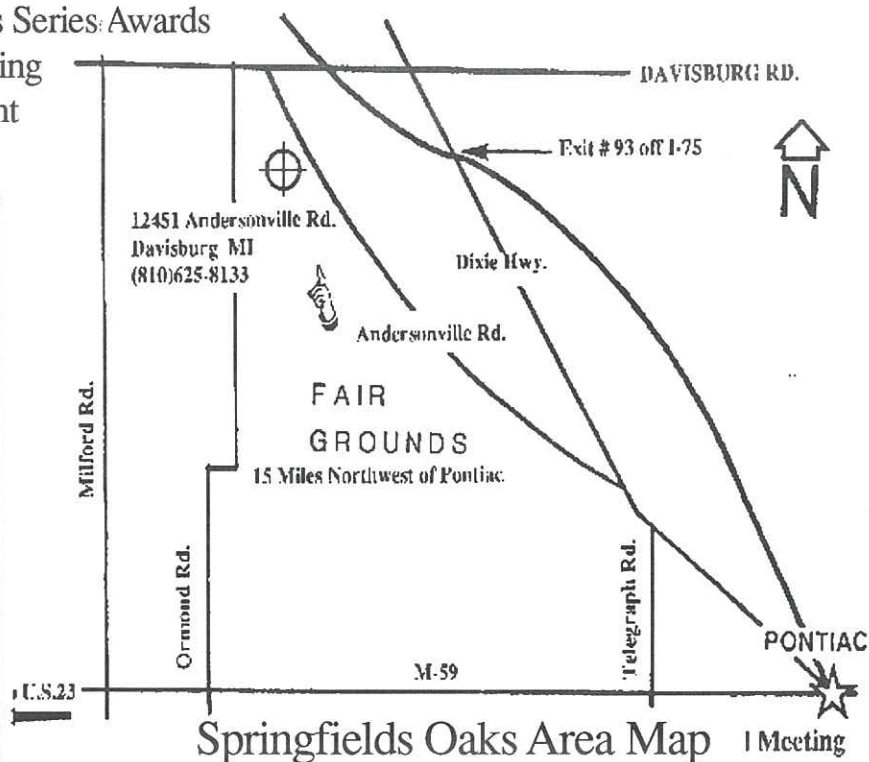 s Series Awards
ing
nt
DAVISBURG RD.
Exit # 93 off I-75
N
12451 Andersonville Rd.
Davisburg MI
(810)625-8133
Dixie Hwy.
Andersonville Rd.
FAIR
GROUNDS
15 Miles Northwest of Pontiac
Milford Rd.
Ormond Rd.
Telegraph Rd.
PONTIAC
M-59
U.S.23
Springfields Oaks Area Map
l Meeting